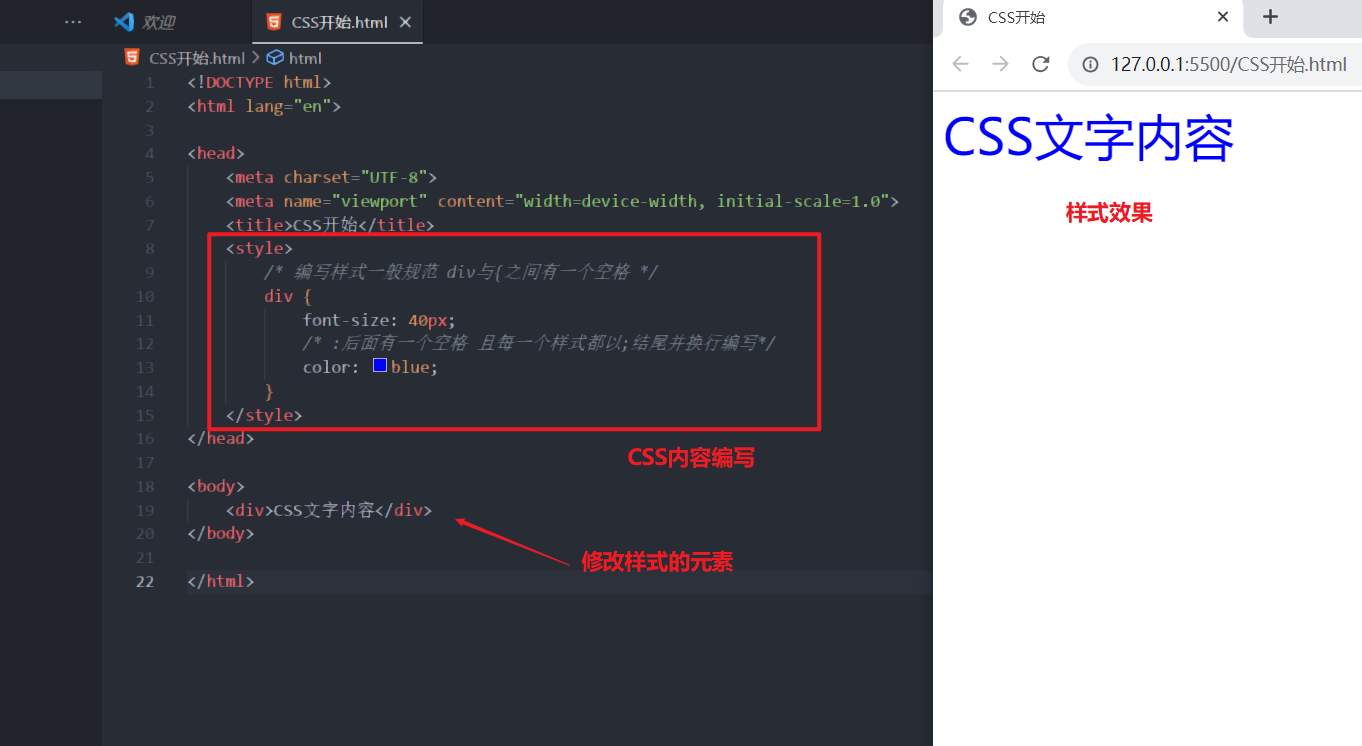 ··· 欢迎 CSS开始.html ×
CSS开始.html > html
1 <!DOCTYPE html>
2 <html lang="en">
3
4 <head>
5 <meta charset="UTF-8">
6 <meta name="viewport" content="width=device-width, initial-scale=1.0">
7 <title>CSS开始</title>
8 <style>
9 /* 编写样式一般规范 div与{之间有一个空格 */
10 div {
11 font-size: 40px;
12 /* :后面有一个空格 且每一个样式都以;结尾并换行编写*/
13 color: blue;
14 }
15 </style>
16 </head>
CSS内容编写
17
18 <body>
19 <div>CSS文字内容</div>
20 </body>
21
修改样式的元素
22 </html>
CSS开始 × +
127.0.0.1:5500/CSS开始.html
CSS文字内容
样式效果